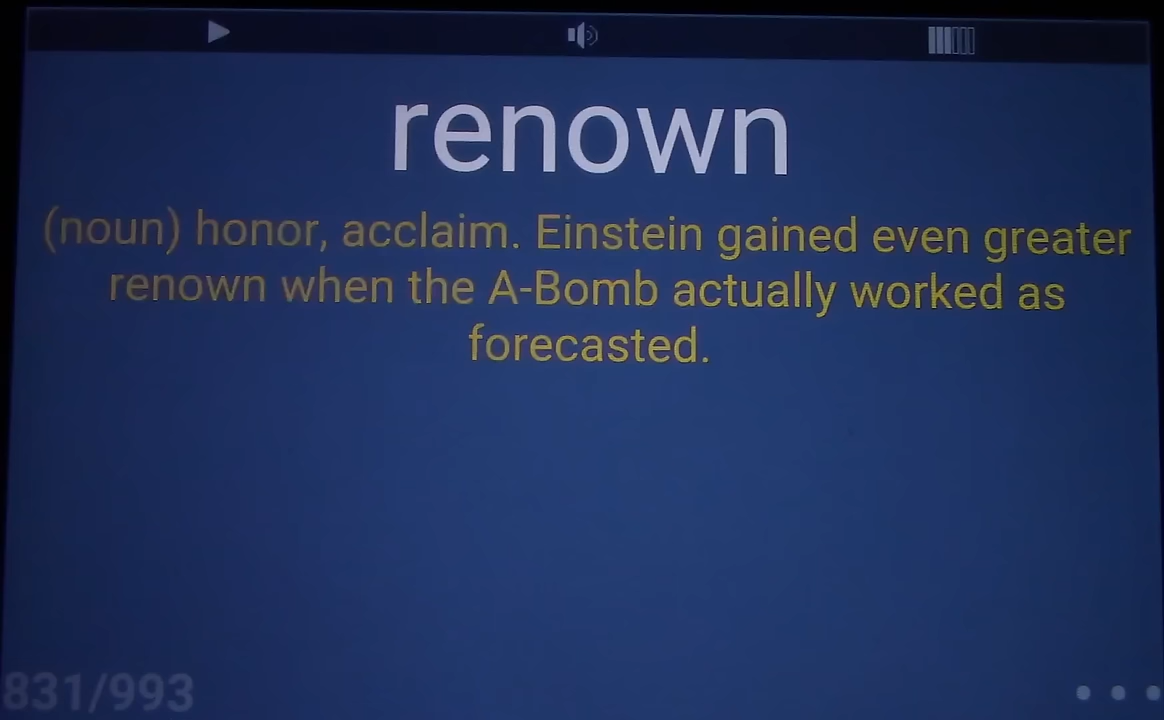 renown
(noun) honor, acclaim. Einstein gained even greater
renown when the A-Bomb actually worked as
forecasted.
831/993